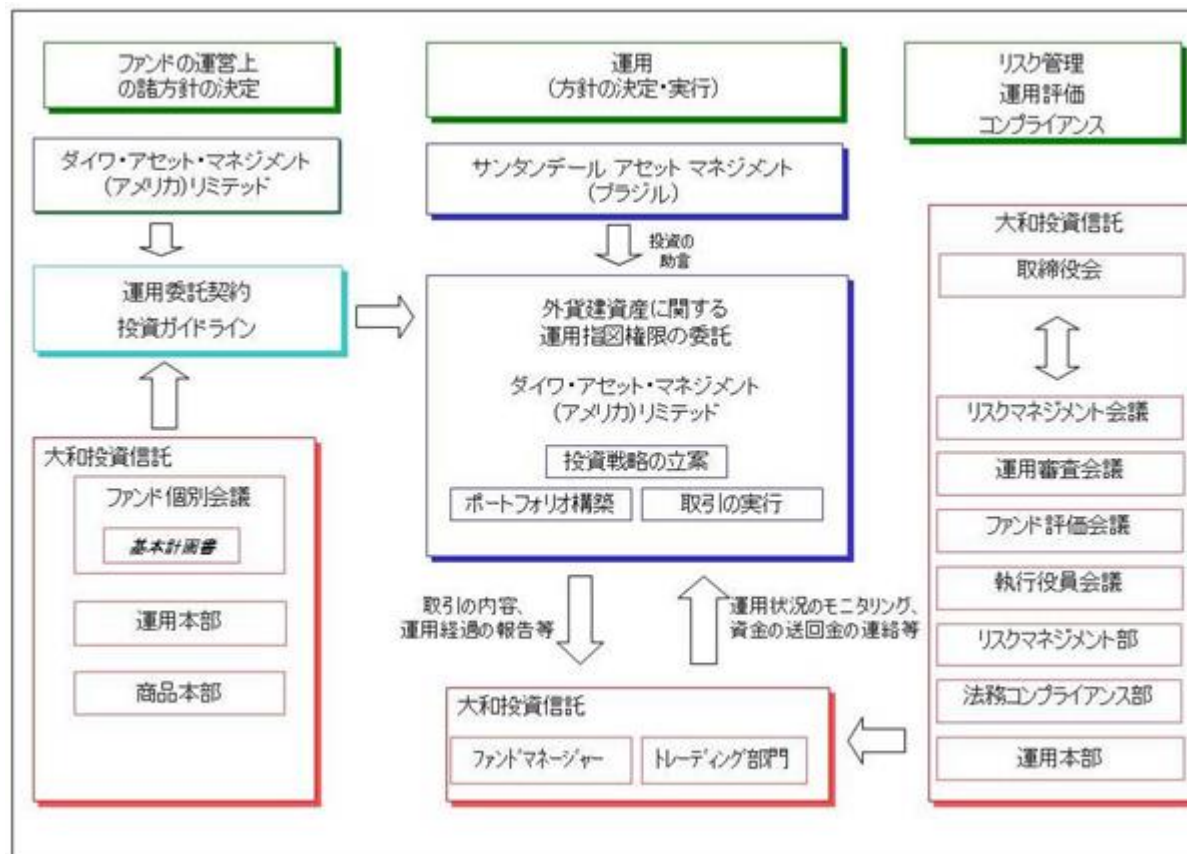 ファンドの運営上
の諸方針の決定
運用
(方針の決定・実行)
リスク管理
運用評価
コンプライアンス
ダイワ・アセット・マネジメント
(アメリカ)リミテッド
サンタンデール アセット マネジメント
(ブラジル)
投資の
助言
運用委託契約
投資ガイドライン
外貨建資産に関する
運用指図権限の委託
ダイワ・アセット・マネジメント
(アメリカ)リミテッド
投資戦略の立案
ポートフォリオ構築
取引の実行
大和投資信託
ファンド個別会議
基本計画書
運用本部
商品本部
取引の内容、
運用経過の報告等
運用状況のモニタリング、
資金の送回金の連絡等
大和投資信託
ファンドマネージャー
トレーディング部門
大和投資信託
取締役会
リスクマネジメント会議
運用審査会議
ファンド評価会議
執行役員会議
リスクマネジメント部
法務コンプライアンス部
運用本部